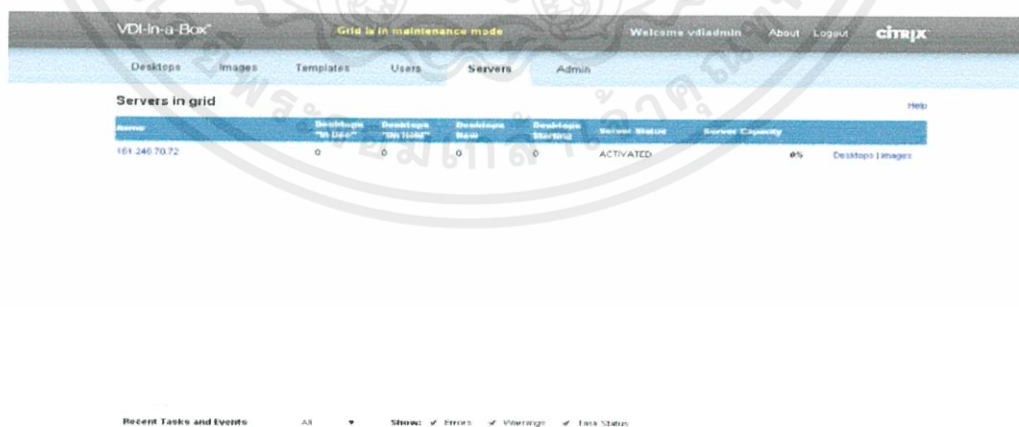 VDI-in-a-Box™ Grid is in maintenance mode Welcome vdiadmin About Logout CITRIX
Desktops Images Templates Users Servers Admin
Servers in grid Help
Name Desktops "In Use" Desktops "On Hold" Desktops New Desktops Starting Server Status Server Capacity
161.246.70.72 0 0 0 0 ACTIVATED 0% Desktops | Images
Recent Tasks and Events All Show: Errors Warnings Task Status